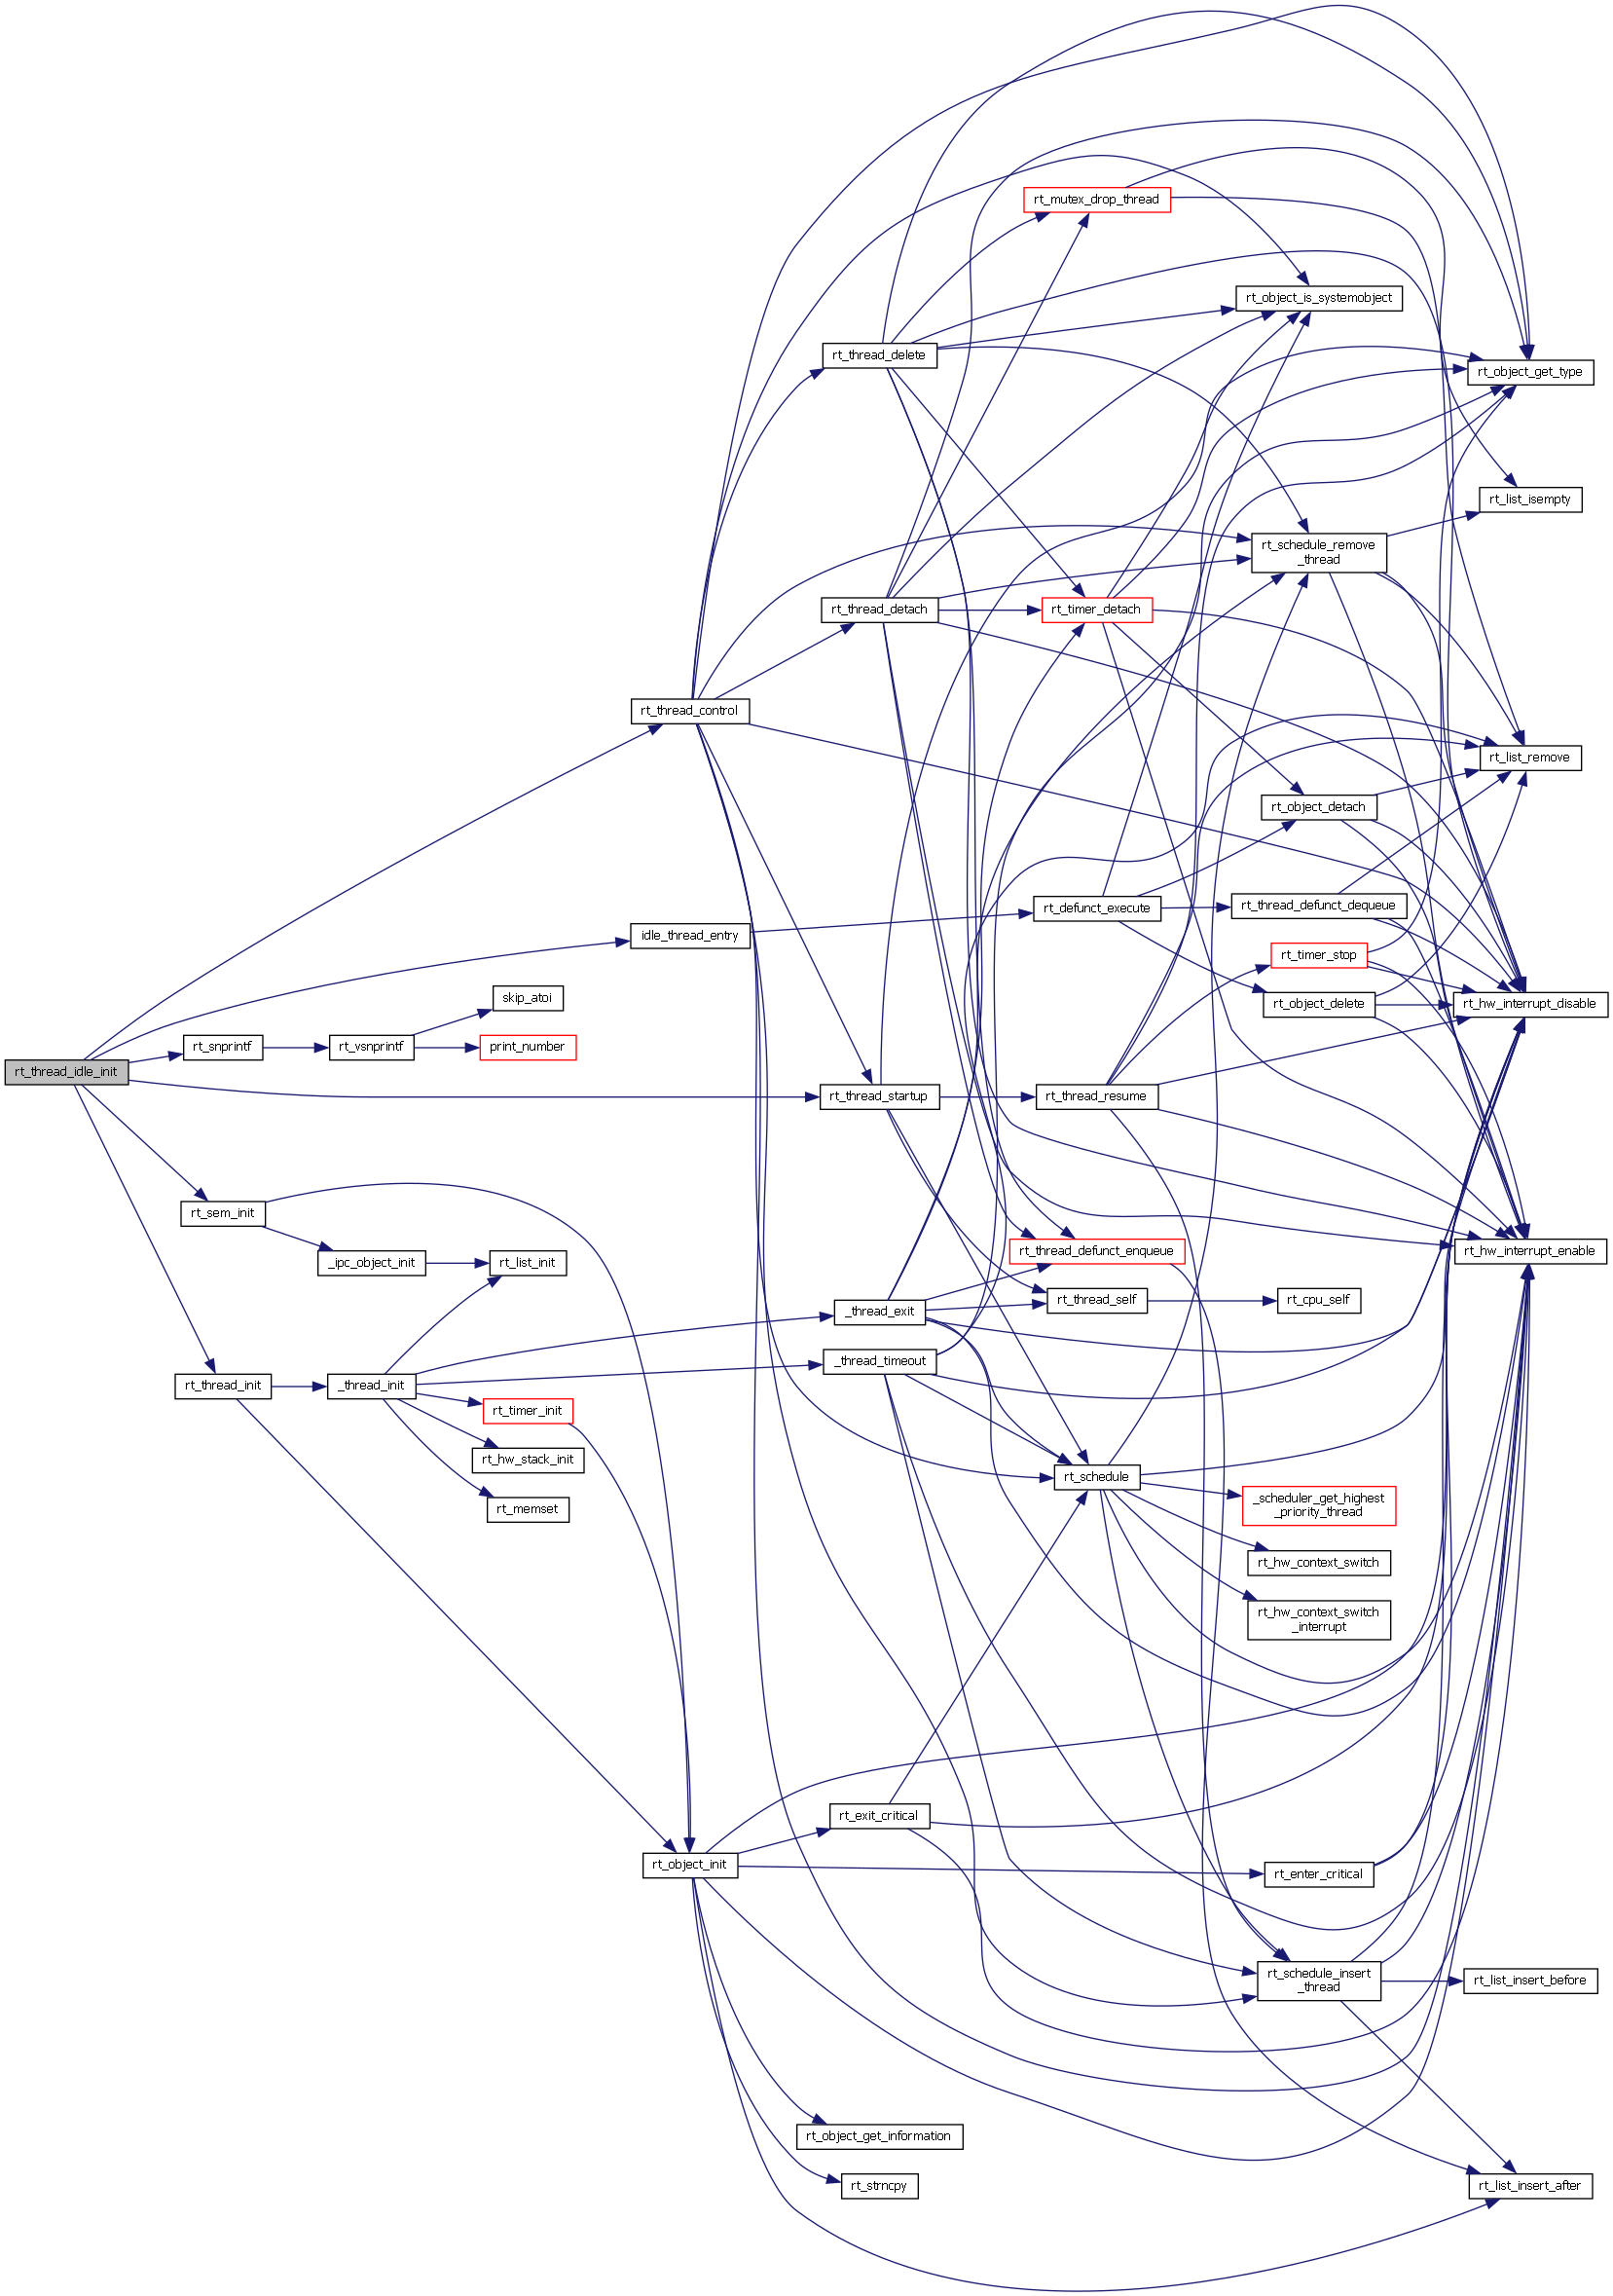 rt_mutex_drop_thread
rt_object_is_systemobject
rt_thread_delete
rt_object_get_type
rt_list_isempty
rt_schedule_remove
_thread
rt_thread_detach
rt_timer_detach
rt_thread_control
rt_list_remove
rt_object_detach
rt_defunct_execute
rt_thread_defunct_dequeue
idle_thread_entry
rt_timer_stop
skip_atoi
rt_object_delete
rt_hw_interrupt_disable
rt_snprintf
rt_vsnprintf
print_number
rt_thread_idle_init
rt_thread_startup
rt_thread_resume
rt_sem_init
rt_thread_defunct_enqueue
rt_hw_interrupt_enable
_ipc_object_init
rt_list_init
rt_thread_self
rt_cpu_self
_thread_exit
_thread_timeout
rt_thread_init
_thread_init
rt_timer_init
rt_hw_stack_init
rt_schedule
rt_memset
_scheduler_get_highest
_priority_thread
rt_hw_context_switch
rt_hw_context_switch
_interrupt
rt_exit_critical
rt_object_init
rt_enter_critical
rt_schedule_insert
_thread
rt_list_insert_before
rt_object_get_information
rt_strncpy
rt_list_insert_after